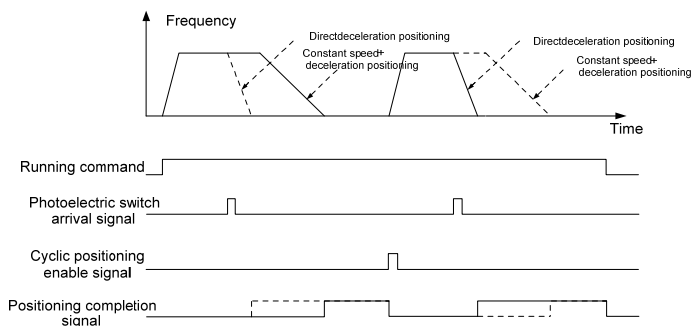 Frequency
Directdeceleration positioning
Constant speed+
deceleration positioning
Directdeceleration positioning
Constant speed+
deceleration positioning
Time
Running command
Photoelectric switch
arrival signal
Cyclic positioning
enable signal
Positioning completion
signal